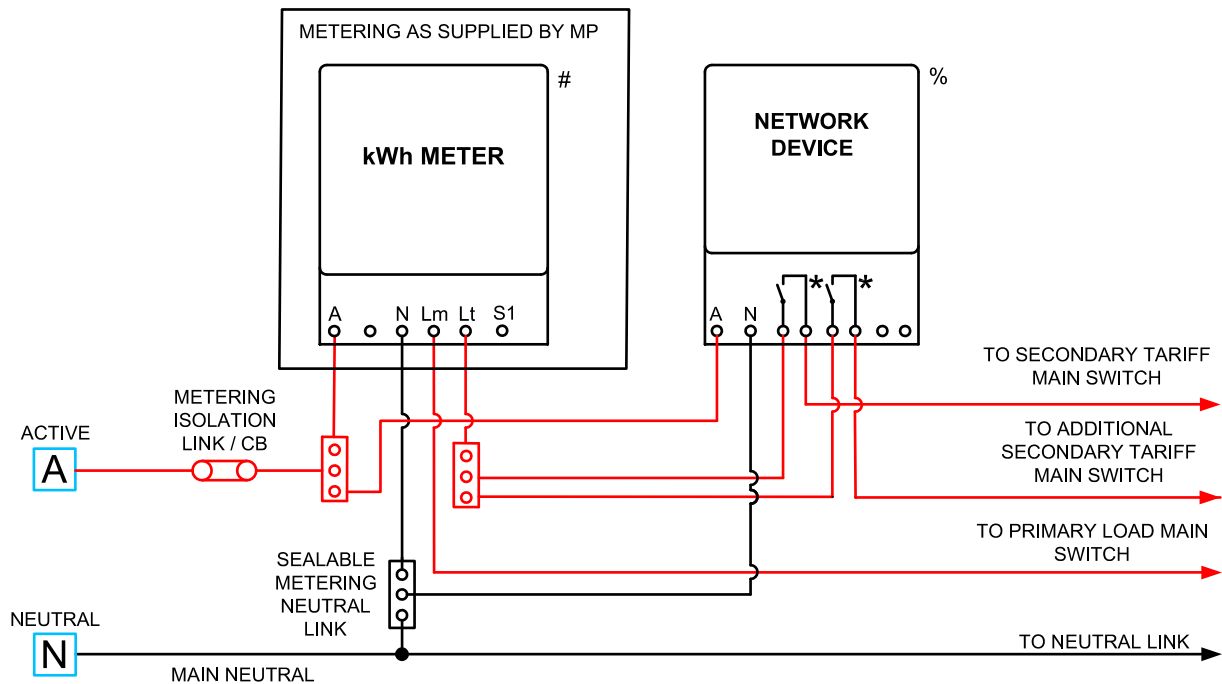 METERING AS SUPPLIED BY MP
#
kWh METER
A
N
Lm
Lt
S1
%
NETWORK
DEVICE
*
*
A
N
METERING
ISOLATION
LINK / CB
ACTIVE
A
TO SECONDARY TARIFF
MAIN SWITCH
TO ADDITIONAL
SECONDARY TARIFF
MAIN SWITCH
TO PRIMARY LOAD MAIN
SWITCH
SEALABLE
METERING
NEUTRAL
LINK
NEUTRAL
N
MAIN NEUTRAL
TO NEUTRAL LINK